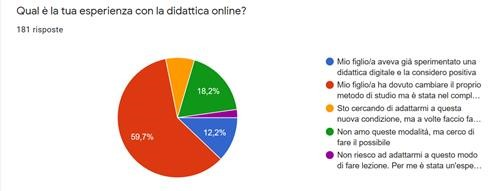 Qual è la tua esperienza con la didattica online?
181 risposte
Mio figlio/a aveva già sperimentato una
didattica digitale e la considero positiva
Mio figlio/a ha dovuto cambiare il proprio
metodo di studio ma è stata nel compl...
Sto cercando di adattarmi a questa
nuova condizione, ma a volte faccio fa...
Non amo queste modalità, ma cerco di
fare il possibile
Non riesco ad adattarmi a questo modo
di fare lezione. Per me è stata un'espe...
18,2%
12,2%
59,7%